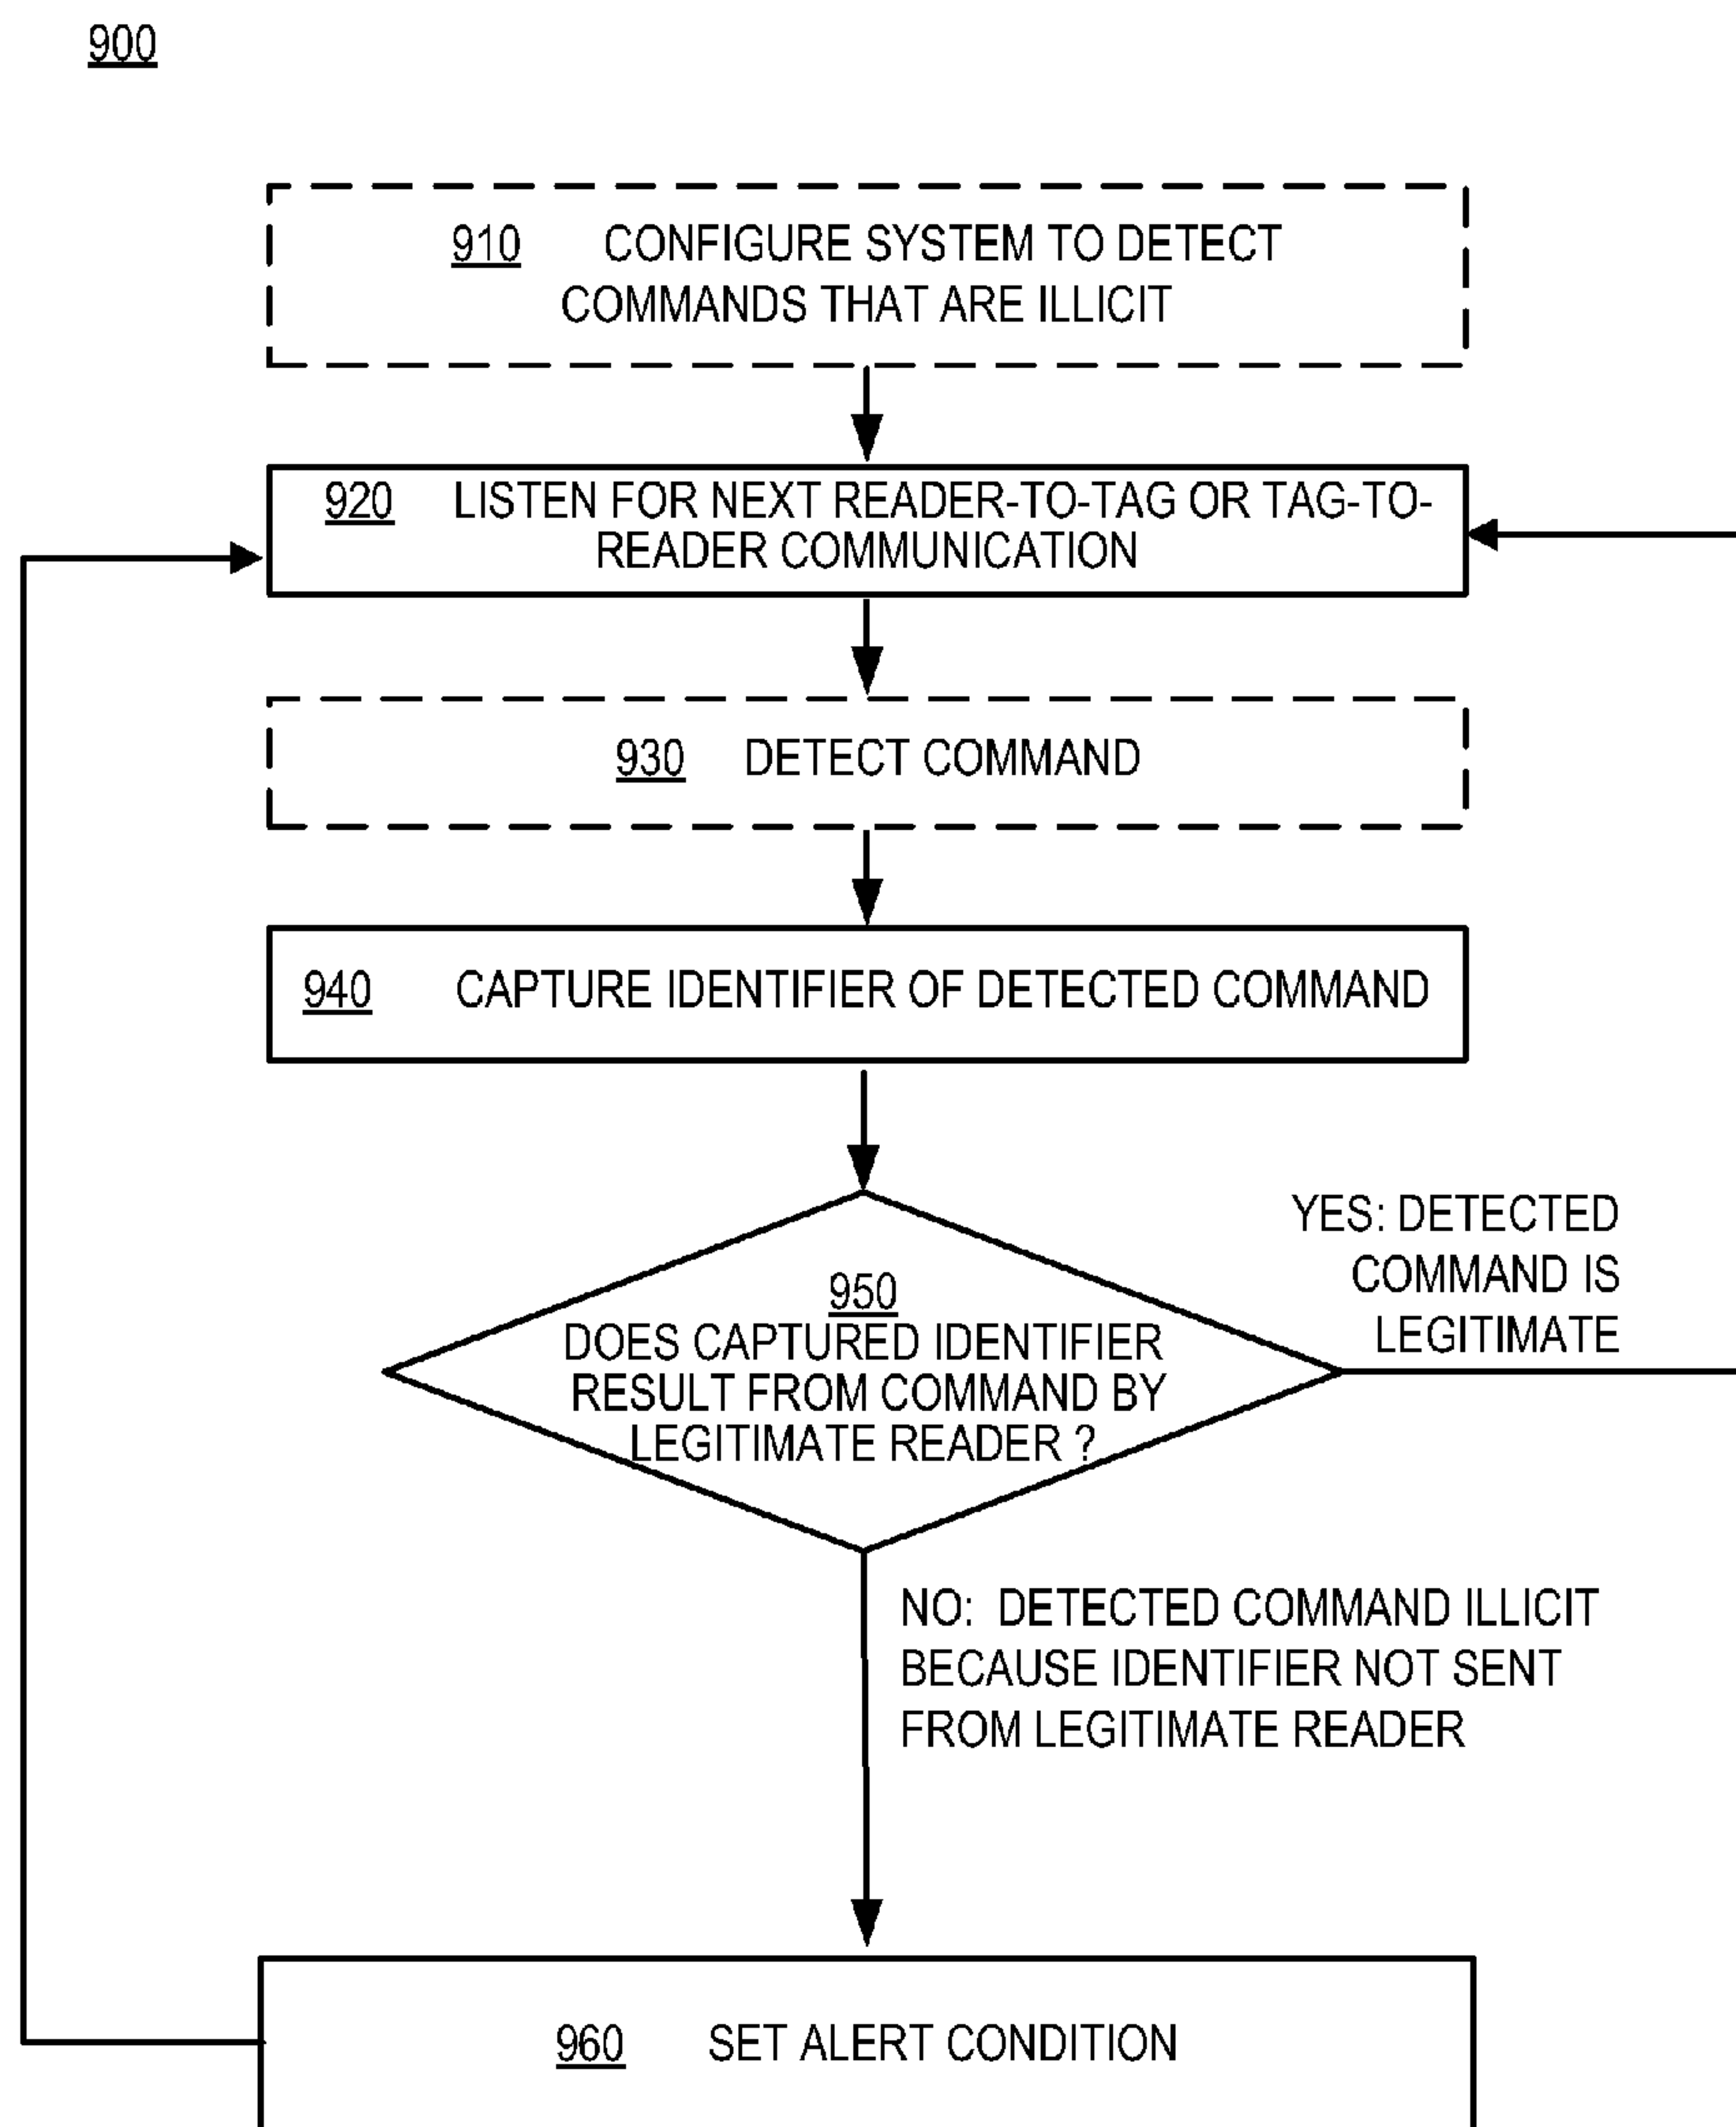 900
910 CONFIGURE SYSTEM TO DETECT
COMMANDS THAT ARE ILLICIT
920 LISTEN FOR NEXT READER-TO-TAG OR TAG-TO-
READER COMMUNICATION
930 DETECT COMMAND
940 CAPTURE IDENTIFIER OF DETECTED COMMAND
YES: DETECTED
COMMAND IS
LEGITIMATE
950
DOES CAPTURED IDENTIFIER
RESULT FROM COMMAND BY
LEGITIMATE READER ?
NO: DETECTED COMMAND ILLICIT
BECAUSE IDENTIFIER NOT SENT
FROM LEGITIMATE READER
960 SET ALERT CONDITION